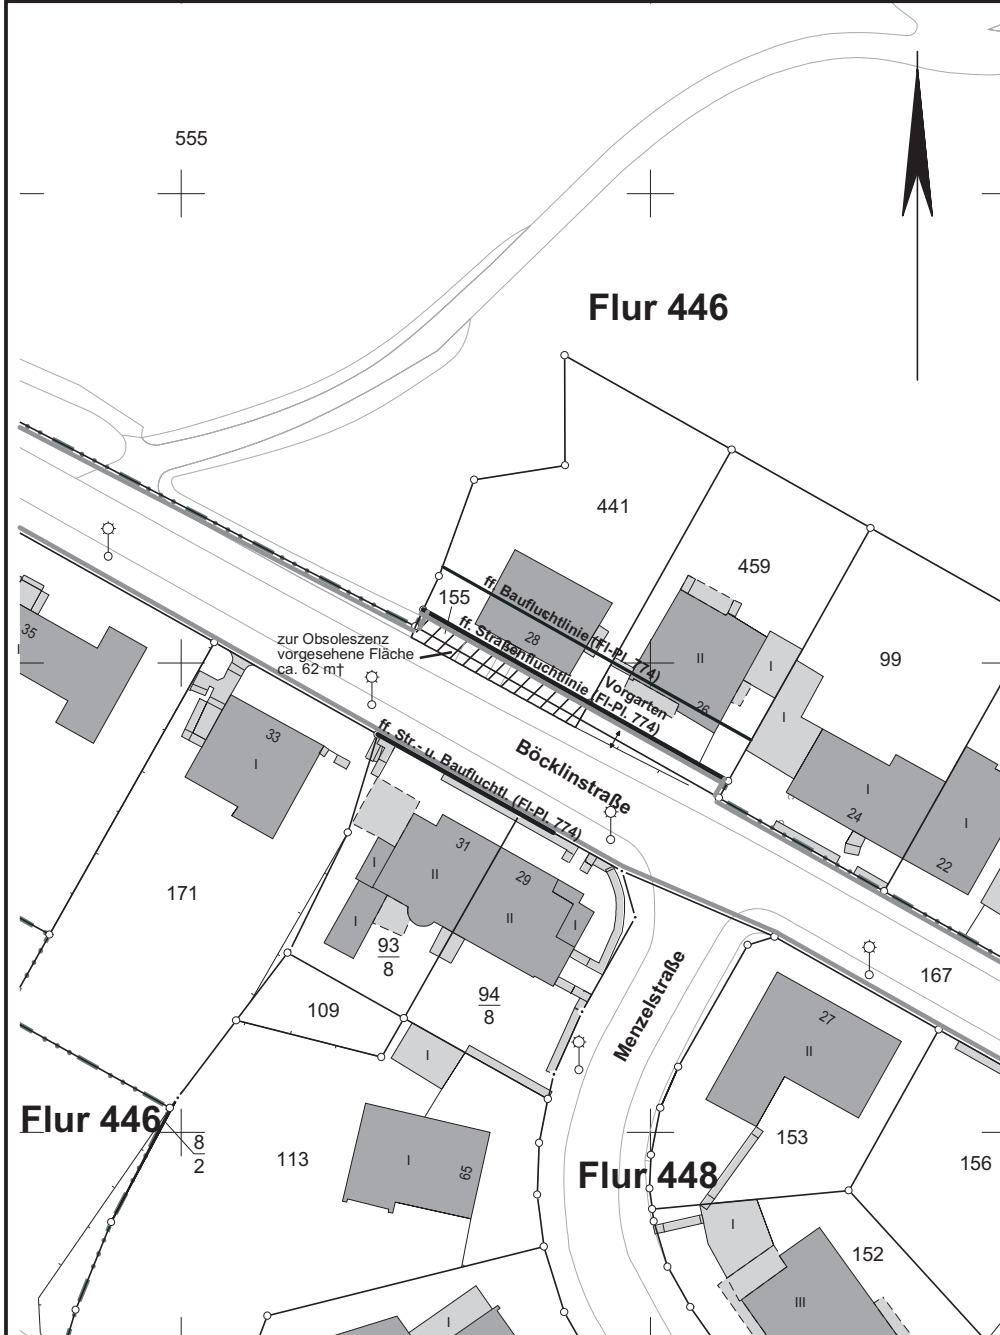 555
Flur 446
441
459
99
155
ff. Baufluchtlinie (Fl-Pl. 774)
ff. Straßenfluchtlinie (Fl-Pl. 774)
Vorgarten
28
II
26
I
I
I
24
I
22
35
I
zur Obsoleszenz
vorgesehene Fläche
ca. 62 m†
33
I
ff. Str.- u. Baufluchtl. (Fl-Pl. 774)
Böcklinstraße
31
II
29
II
I
I
I
171
93
8
94
8
109
I
Menzelstraße
167
27
II
153
156
Flur 446
8
2
113
I
65
Flur 448
I
152
III
I